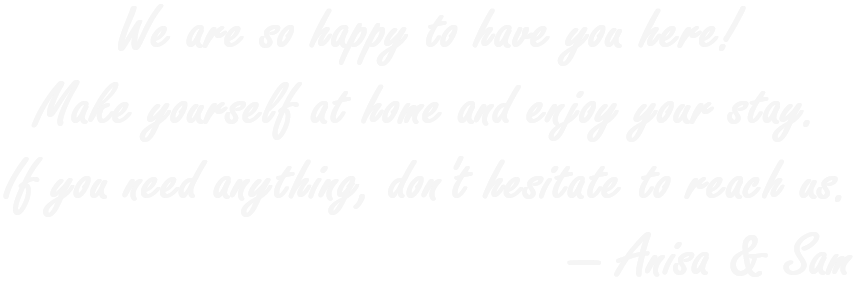 We are so happy to have you here!
Make yourself at home and enjoy your stay.
If you need anything, don't hesitate to reach us.
— Anisa & Sam